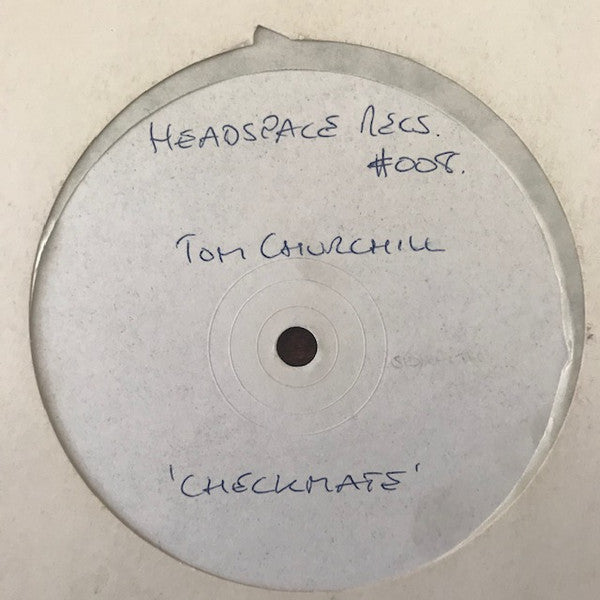 HEADSPACE RECS.
#008.
TOM CHURCHILL
'CHECKMATE'